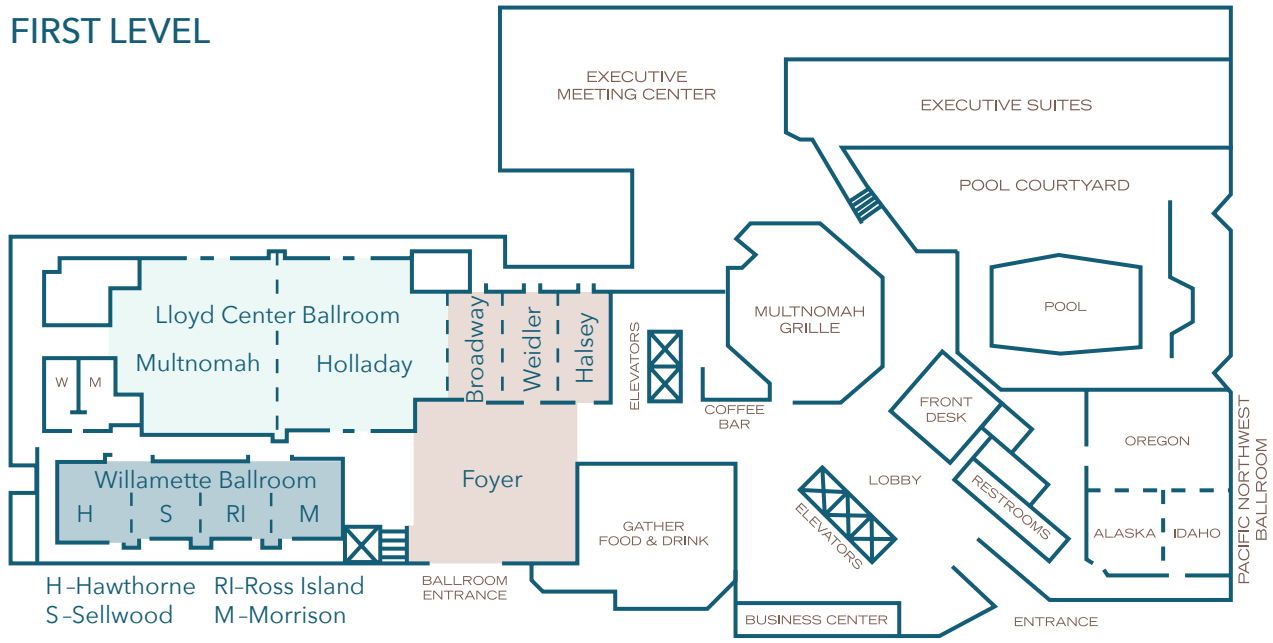 FIRST LEVEL
EXECUTIVE
MEETING CENTER
EXECUTIVE SUITES
POOL COURTYARD
POOL
MULTNOMAH
GRILLE
Lloyd Center Ballroom
Multnomah
Holladay
Broadway
Weidler
Halsey
ELEVATORS
COFFEE
BAR
W
M
FRONT
DESK
OREGON
PACIFIC NORTHWEST
BALLROOM
Willamette Ballroom
H
S
RI
M
Foyer
LOBBY
RESTROOMS
ELEVATORS
ALASKA
IDAHO
GATHER
FOOD & DRINK
BALLROOM
ENTRANCE
H-Hawthorne
RI-Ross Island
S-Sellwood
M-Morrison
BUSINESS CENTER
ENTRANCE